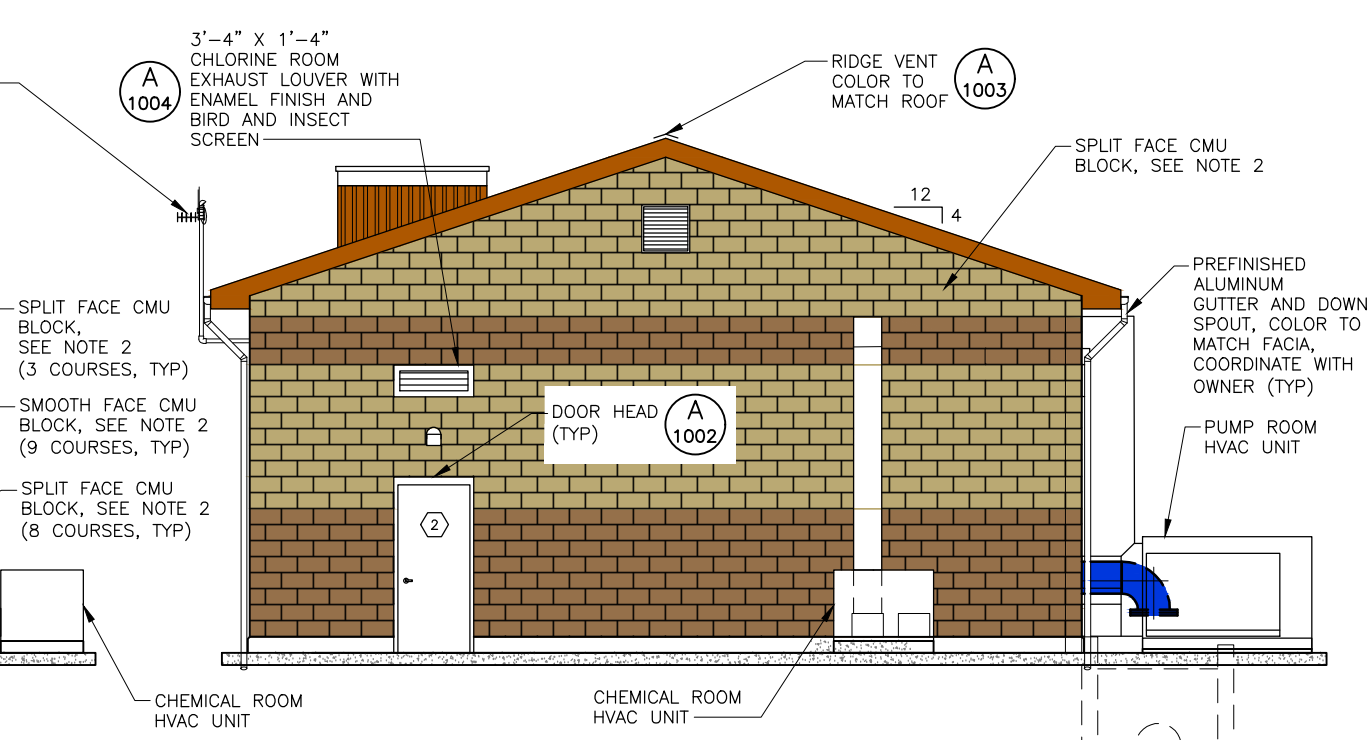 3'-4" X 1'-4"
CHLORINE ROOM
EXHAUST LOUVER WITH
ENAMEL FINISH AND
BIRD AND INSECT
SCREEN
A
1004
RIDGE VENT
COLOR TO
MATCH ROOF
A
1003
SPLIT FACE CMU
BLOCK, SEE NOTE 2
12
4
PREFINISHED
ALUMINUM
GUTTER AND DOWN
SPOUT, COLOR TO
MATCH FACIA,
COORDINATE WITH
OWNER (TYP)
SPLIT FACE CMU
BLOCK,
SEE NOTE 2
(3 COURSES, TYP)
SMOOTH FACE CMU
BLOCK, SEE NOTE 2
(9 COURSES, TYP)
SPLIT FACE CMU
BLOCK, SEE NOTE 2
(8 COURSES, TYP)
DOOR HEAD
(TYP)
A
1002
2
PUMP ROOM
HVAC UNIT
CHEMICAL ROOM
HVAC UNIT
CHEMICAL ROOM
HVAC UNIT